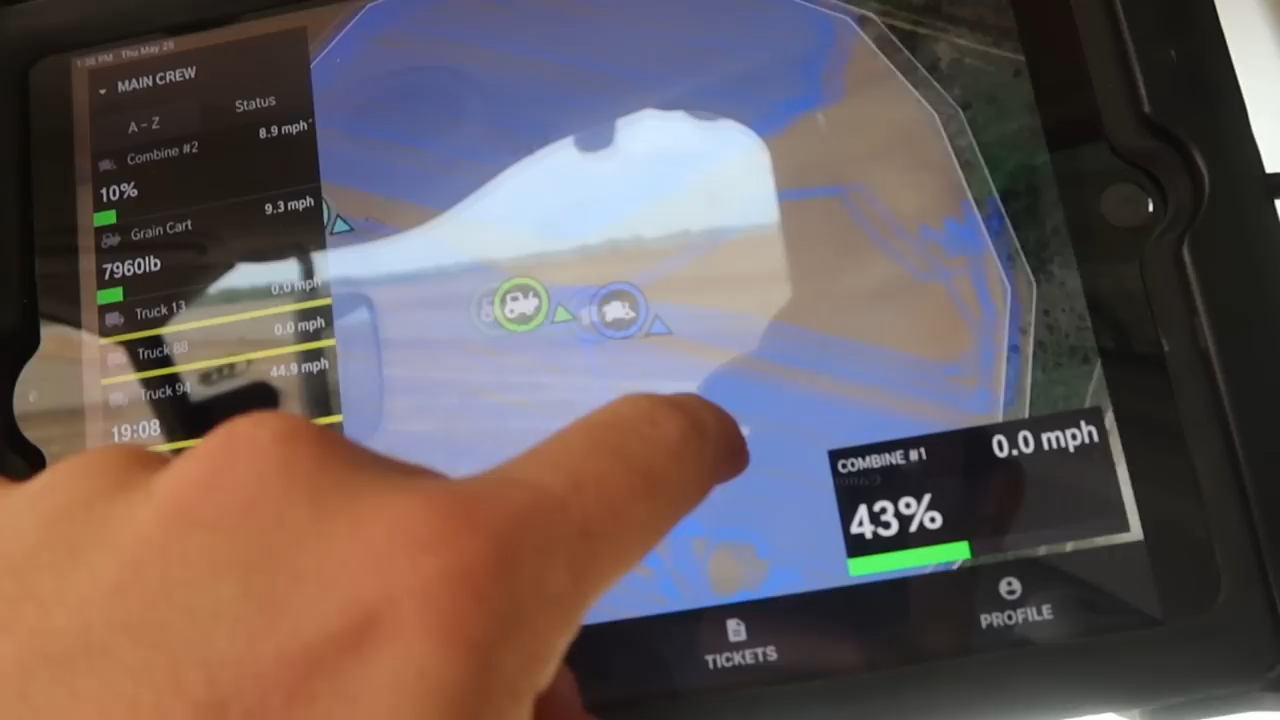 1:38 PM Thu May 25
MAIN CREW
A - Z
Status
Combine #2
8.9 mph
10%
Grain Cart
9.3 mph
7960lb
Truck 13
0.0 mph
Truck 88
0.0 mph
Truck 94
44.9 mph
19:08
COMBINE #1
0.0 mph
43%
TICKETS
PROFILE